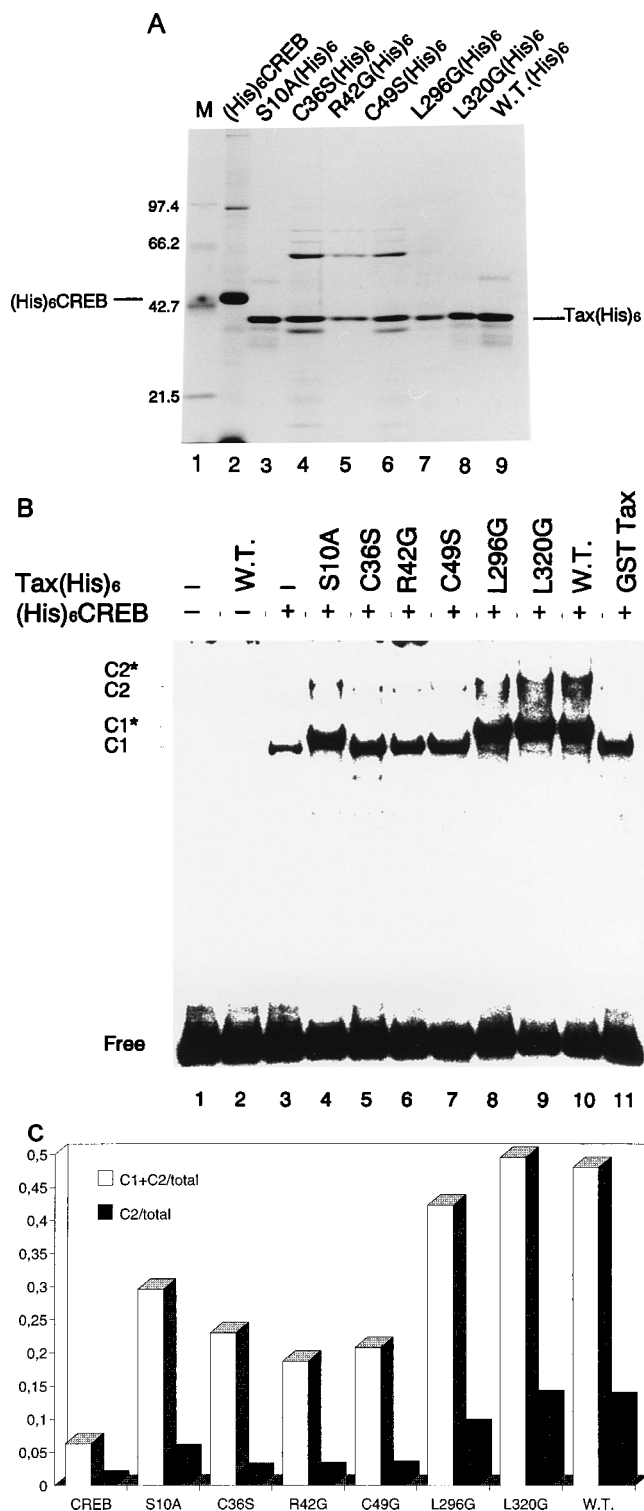 A
M (His)6CREB S10A(His)6 C36S(His)6 R42G(His)6 C49S(His)6 L296G(His)6 L320G(His)6 W.T.(His)6
97.4
66.2
(His)6CREB
42.7
Tax(His)6
21.5
1 2 3 4 5 6 7 8 9
B
Tax(His)6 – W.T. – S10A C36S R42G C49S L296G L320G W.T. GST Tax
(His)6CREB – – + + + + + + + + +
C2*
C2
C1*
C1
Free
1 2 3 4 5 6 7 8 9 10 11
C
0,5
0,45
0,4
0,35
0,3
0,25
0,2
0,15
0,1
0,05
0
C1+C2/total
C2/total
CREB S10A C36S R42G C49G L296G L320G W.T.